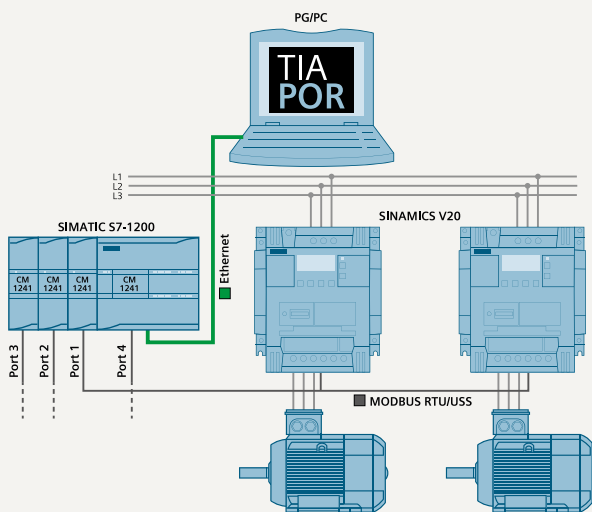 PG/PC
TIA
POR
L1
L2
L3
SIMATIC S7-1200
SINAMICS V20
CM
1241
CM
1241
CM
1241
CM
1241
Ethernet
Port 3
Port 2
Port 1
Port 4
MODBUS RTU/USS